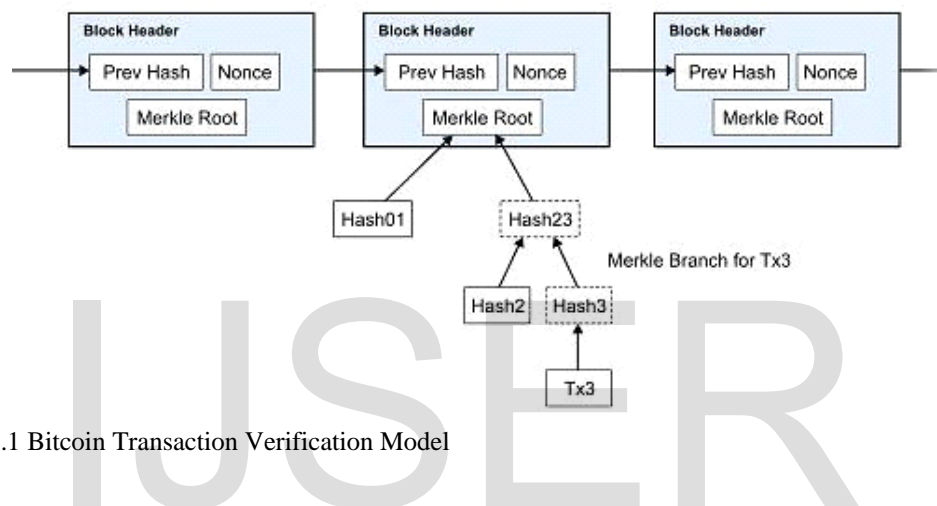 Block Header
Prev Hash Nonce
Merkle Root
Block Header
Prev Hash Nonce
Merkle Root
Block Header
Prev Hash Nonce
Merkle Root
Hash01
Hash23
Merkle Branch for Tx3
Hash2
Hash3
Tx3
.1 Bitcoin Transaction Verification Model
IJSER